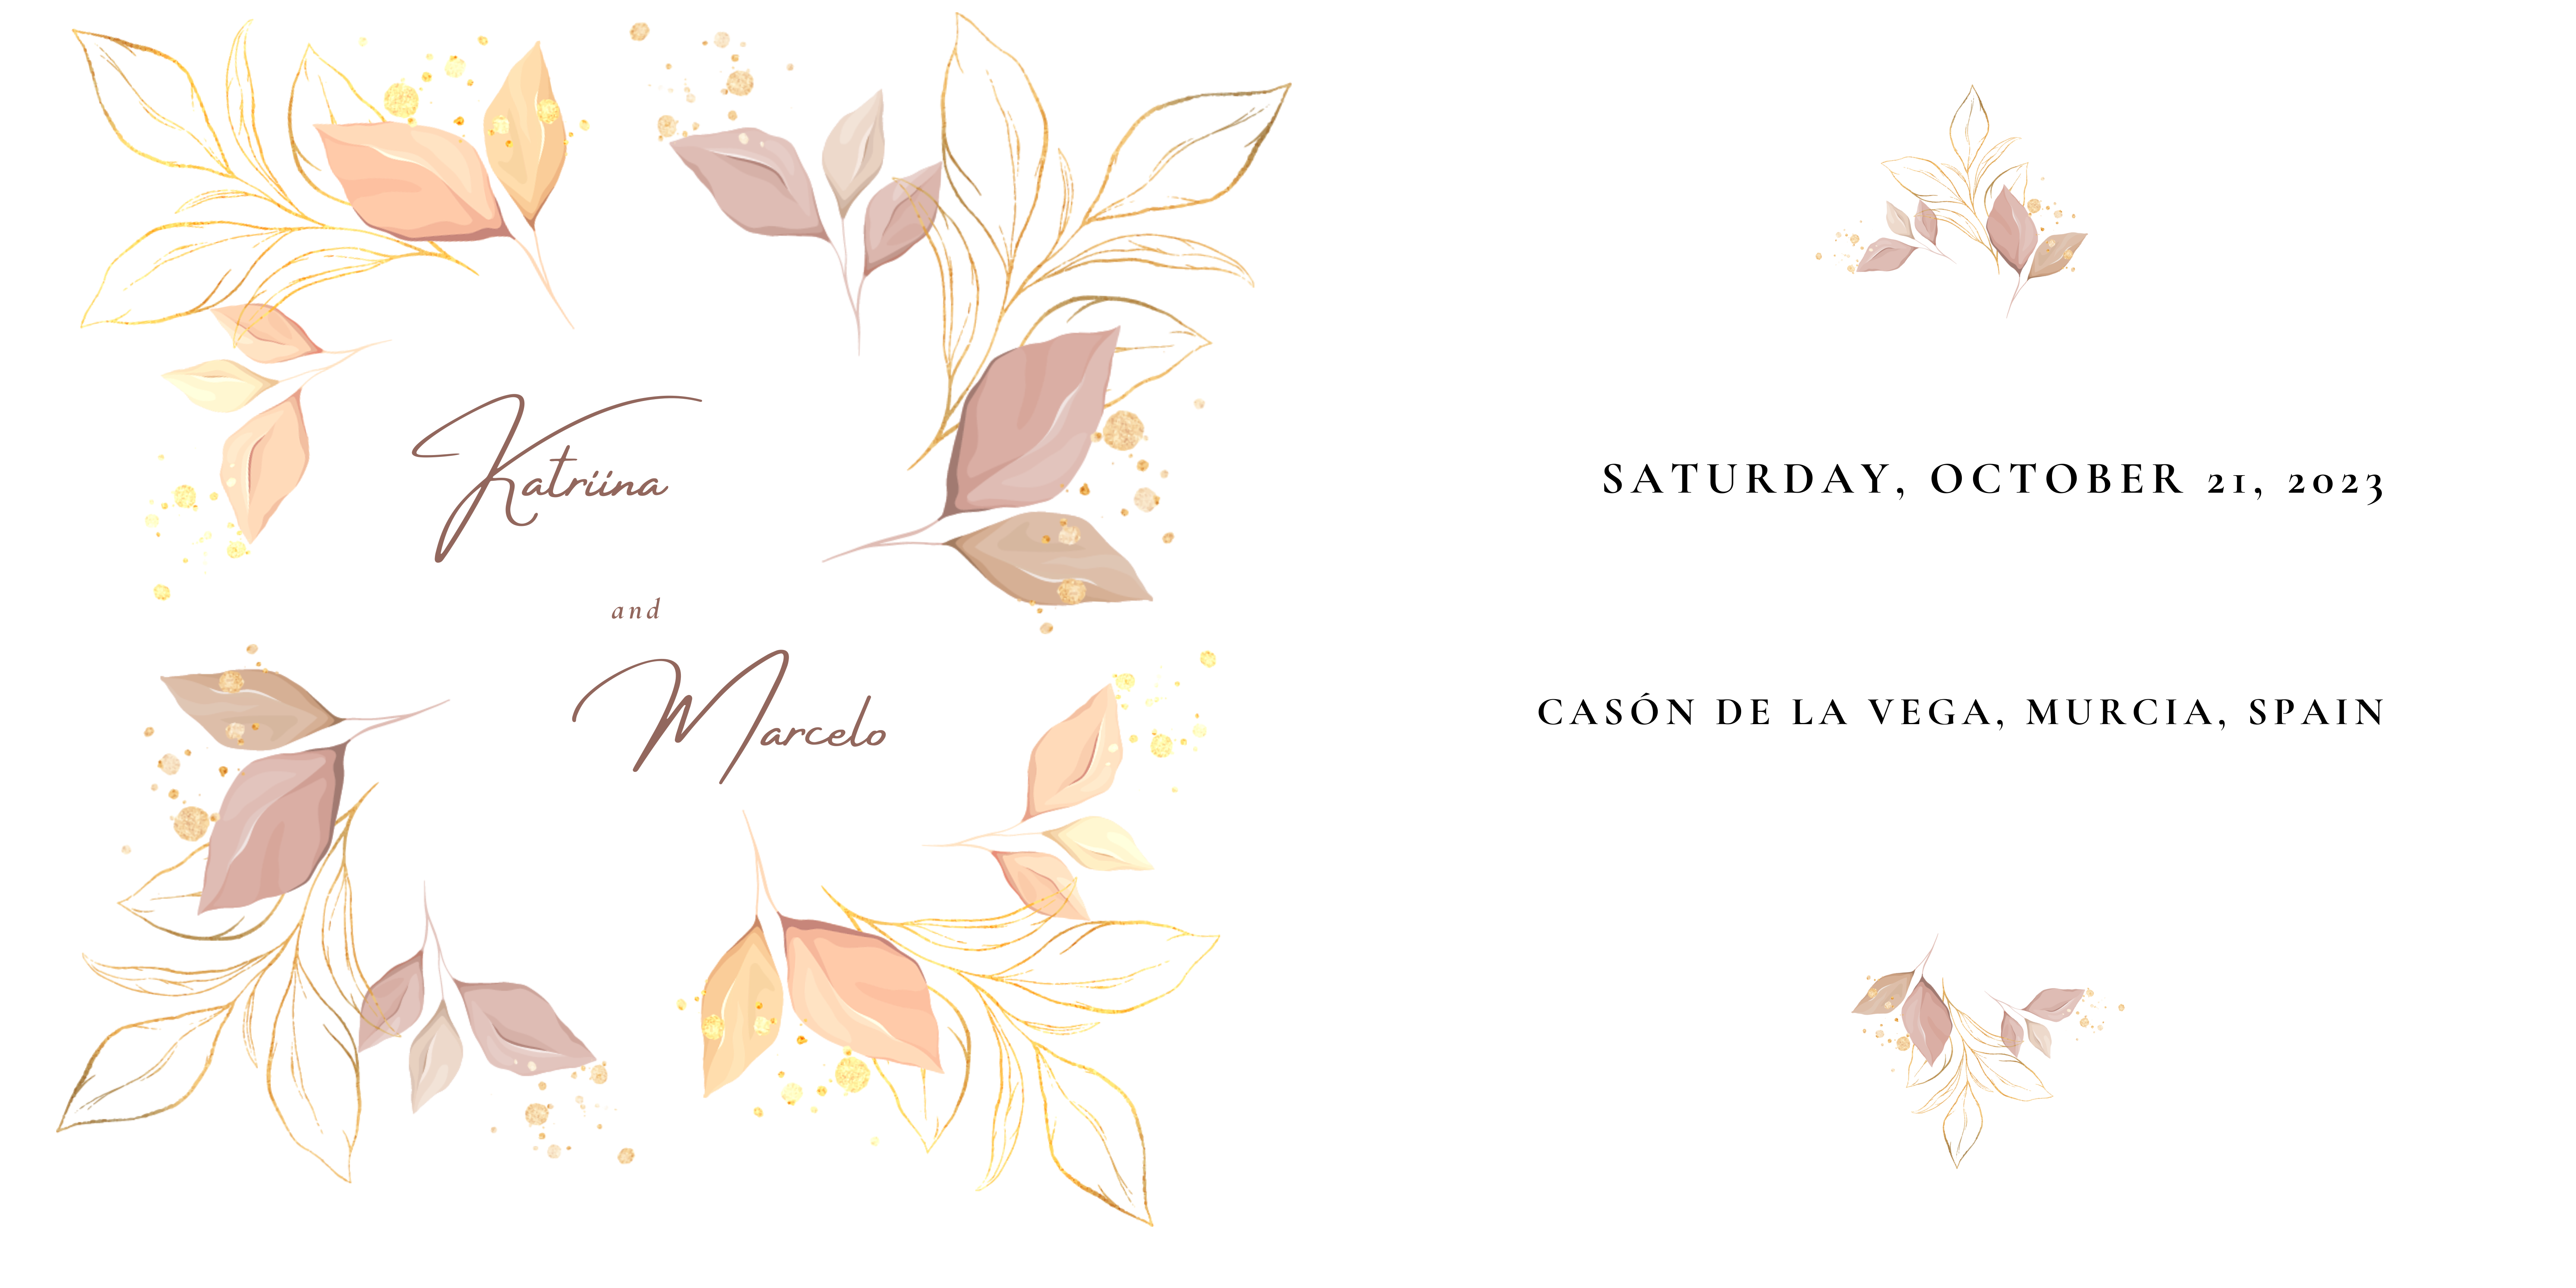 Katriina
and
Marcelo
SATURDAY, OCTOBER 21, 2023
CASÓN DE LA VEGA, MURCIA, SPAIN